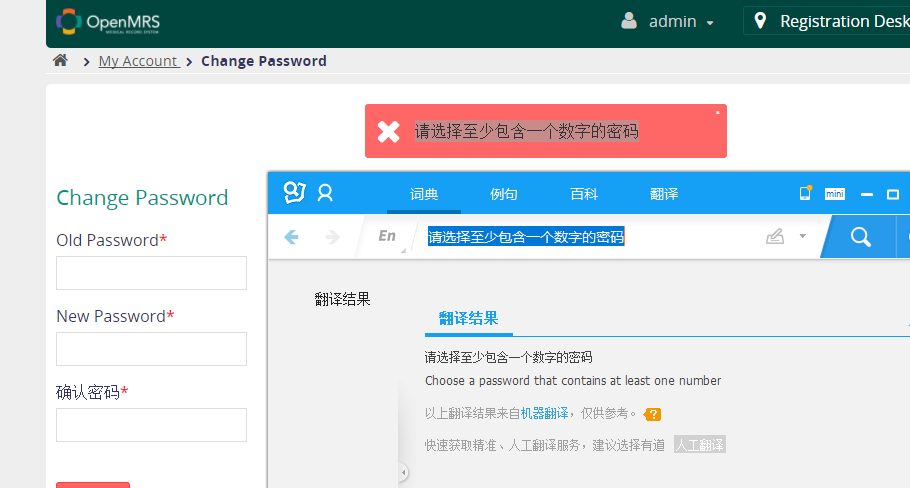 OpenMRS
MEDICAL RECORD SYSTEM
admin
Registration Desk
My Account
Change Password
请选择至少包含一个数字的密码
Change Password
Old Password*
New Password*
确认密码*
词典 例句 百科 翻译 mini
En 请选择至少包含一个数字的密码
翻译结果
翻译结果
请选择至少包含一个数字的密码
Choose a password that contains at least one number
以上翻译结果来自机器翻译，仅供参考。 ?
快速获取精准、人工翻译服务，建议选择有道 人工翻译